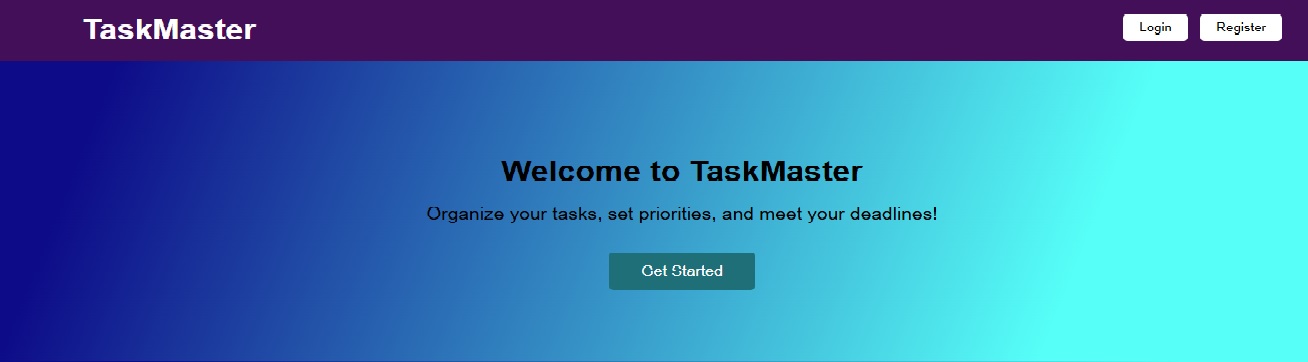 TaskMaster
Login
Register
Welcome to TaskMaster
Organize your tasks, set priorities, and meet your deadlines!
Get Started